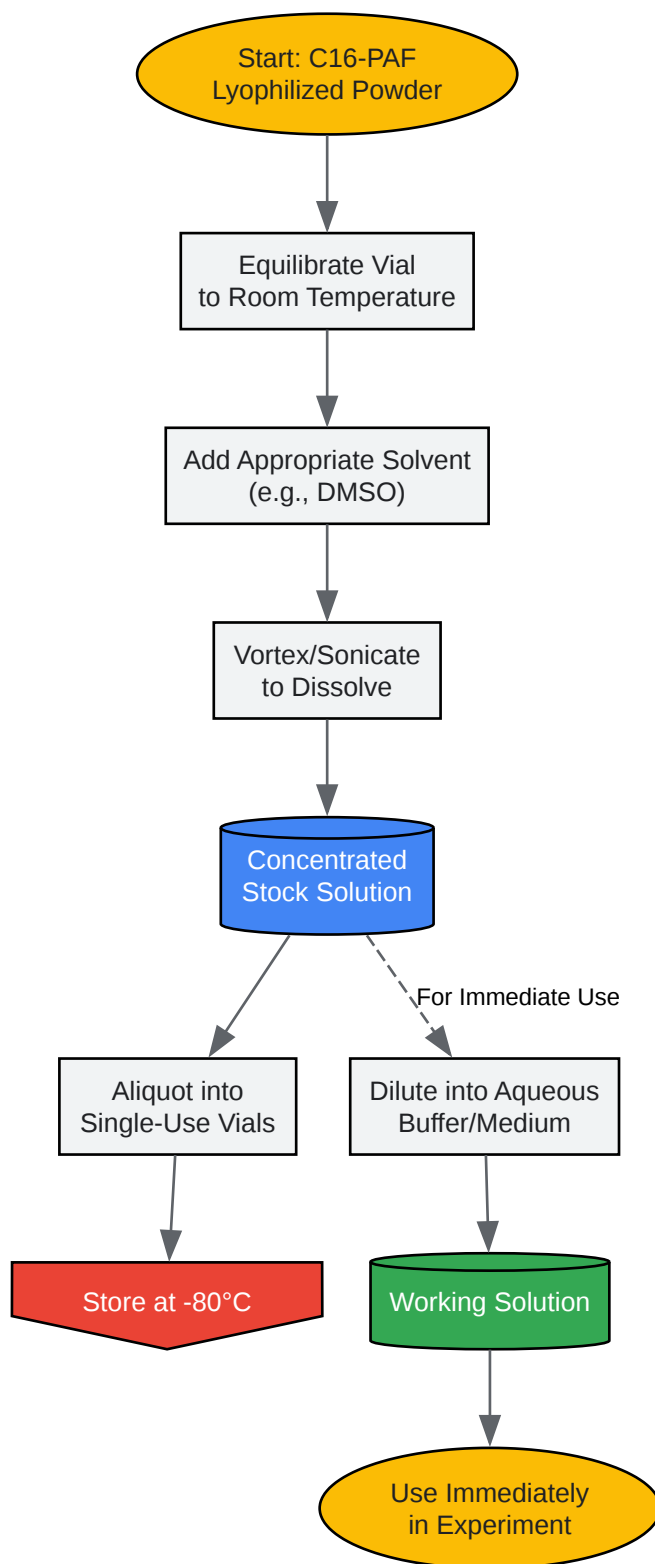 Start: C16-PAF
Lyophilized Powder
Equilibrate Vial
to Room Temperature
Add Appropriate Solvent
(e.g., DMSO)
Vortex/Sonicate
to Dissolve
Concentrated
Stock Solution
For Immediate Use
Aliquot into
Single-Use Vials
Dilute into Aqueous
Buffer/Medium
Store at -80°C
Working Solution
Use Immediately
in Experiment